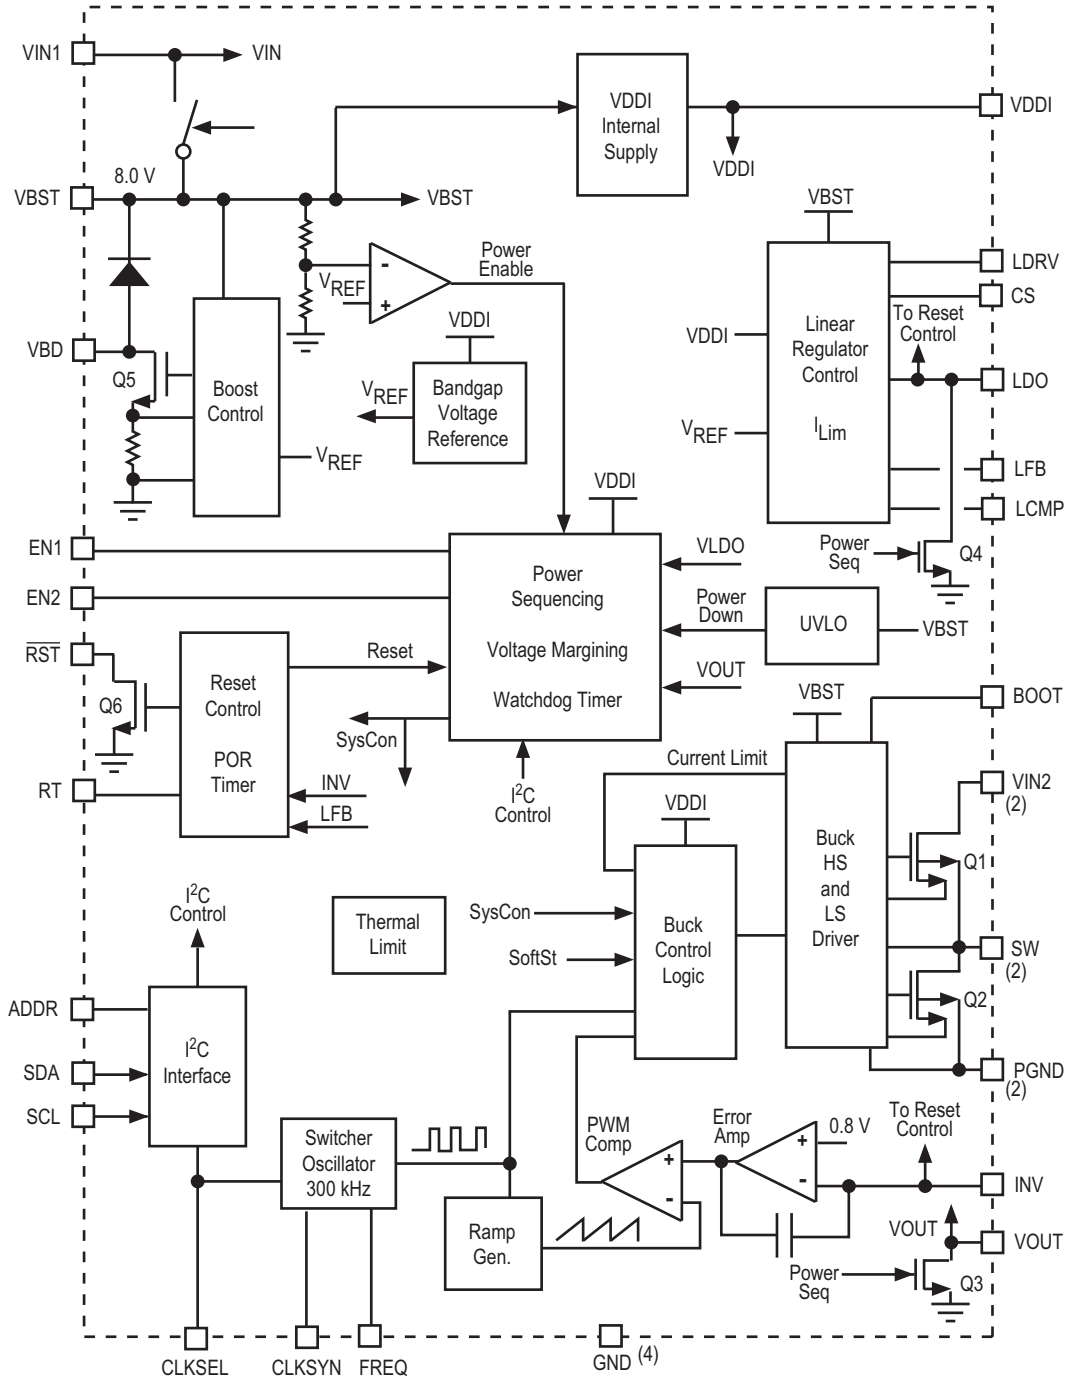 VIN1
VIN
VDDI
Internal
Supply
VDDI
VDDI
8.0 V
VBST
VBST
VBST
Power
Enable
-
VREF
+
LDRV
CS
To Reset
Control
Linear
Regulator
Control
ILim
VDDI
VREF
LDO
LFB
LCMP
VDDI
VREF
Bandgap
Voltage
Reference
VBD
Q5
Boost
Control
VREF
VDDI
EN1
EN2
Power
Sequencing
Voltage Margining
Watchdog Timer
VLDO
Power
Down
VOUT
UVLO
VBST
Power
Seq
Q4
RST
Q6
Reset
Control
POR
Timer
Reset
SysCon
INV
LFB
RT
I2C
Control
VBST
BOOT
Current Limit
VDDI
VIN2
(2)
Buck
HS
and
LS
Driver
Q1
SW
(2)
Q2
PGND
(2)
I2C
Control
Thermal
Limit
SysCon
SoftSt
Buck
Control
Logic
ADDR
SDA
SCL
I2C
Interface
Switcher
Oscillator
300 kHz
Ramp
Gen.
PWM
Comp
+
-
Error
Amp
+
-
0.8 V
To Reset
Control
INV
VOUT
VOUT
Power
Seq
Q3
CLKSEL
CLKSYN
FREQ
GND (4)